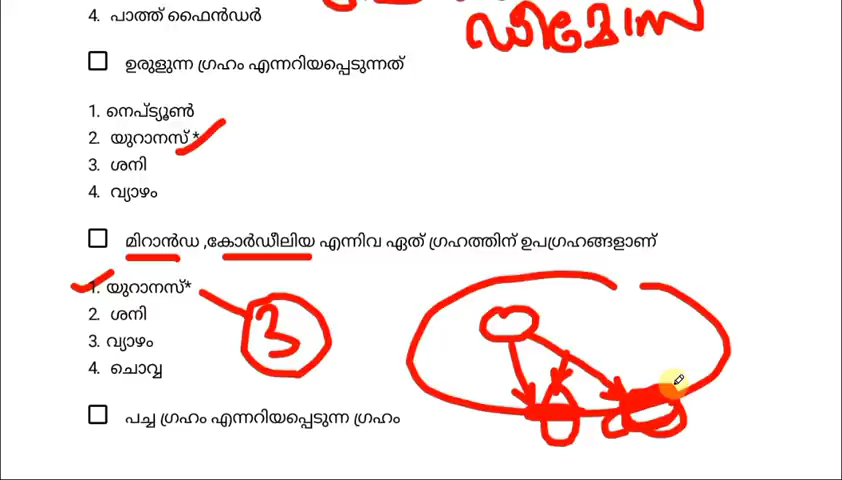 4. പാത്ത് ഫൈൻഡർ
ഡീമോസ്
ഉരുളുന്ന ഗ്രഹം എന്നറിയപ്പെടുന്നത്
1. നെപ്ട്യൂൺ
2. യുറാനസ് *
3. ശനി
4. വ്യാഴം
മിറാൻഡ ,കോർഡീലിയ എന്നിവ ഏത് ഗ്രഹത്തിന് ഉപഗ്രഹങ്ങളാണ്
1. യുറാനസ്*
3
2. ശനി
3. വ്യാഴം
4. ചൊവ്വ
പച്ച ഗ്രഹം എന്നറിയപ്പെടുന്ന ഗ്രഹം